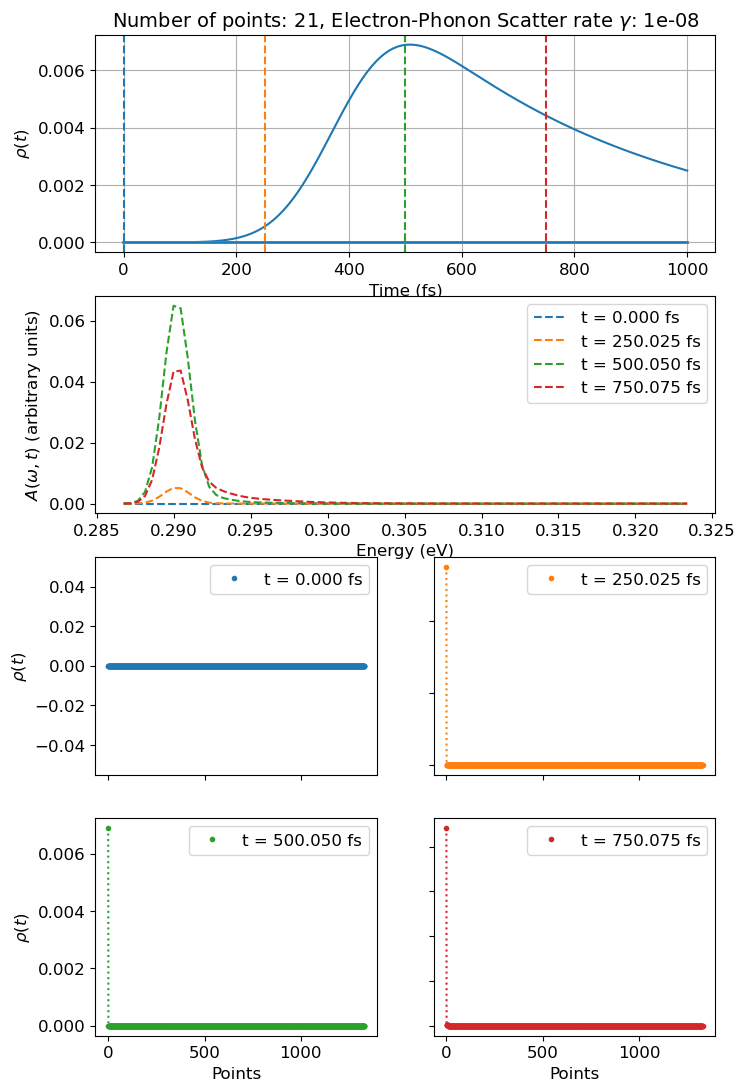 Number of points: 21, Electron-Phonon Scatter rate γ: 1e-08
0.006
0.004
0.002
0.000
ρ(t)
0 200 400 600 800 1000
Time (fs)
0.06
0.04
0.02
0.00
A(ω, t) (arbitrary units)
t = 0.000 fs
t = 250.025 fs
t = 500.050 fs
t = 750.075 fs
0.285 0.290 0.295 0.300 0.305 0.310 0.315 0.320 0.325
Energy (eV)
0.04
0.02
0.00
−0.02
−0.04
ρ(t)
t = 0.000 fs
t = 250.025 fs
0.006
0.004
0.002
0.000
ρ(t)
t = 500.050 fs
t = 750.075 fs
0 500 1000
0 500 1000
Points
Points